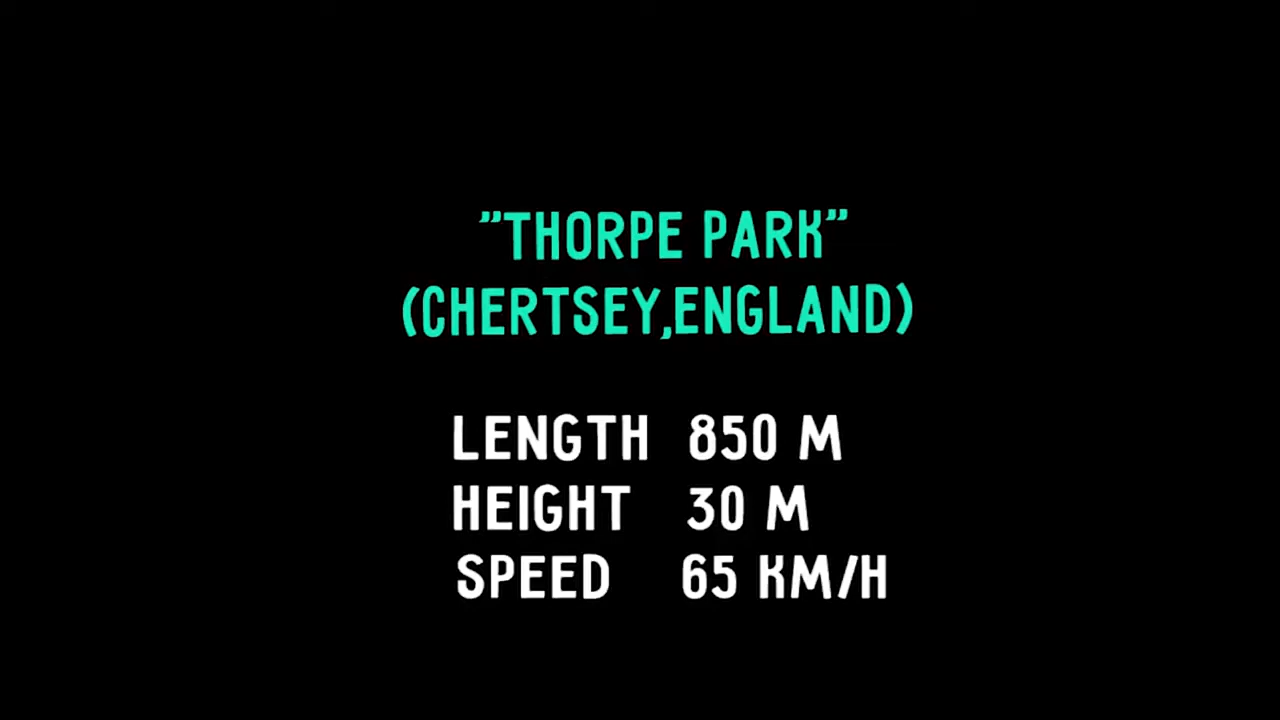 "THORPE PARK"
(CHERTSEY,ENGLAND)
LENGTH 850 M
HEIGHT 30 M
SPEED 65 KM/H